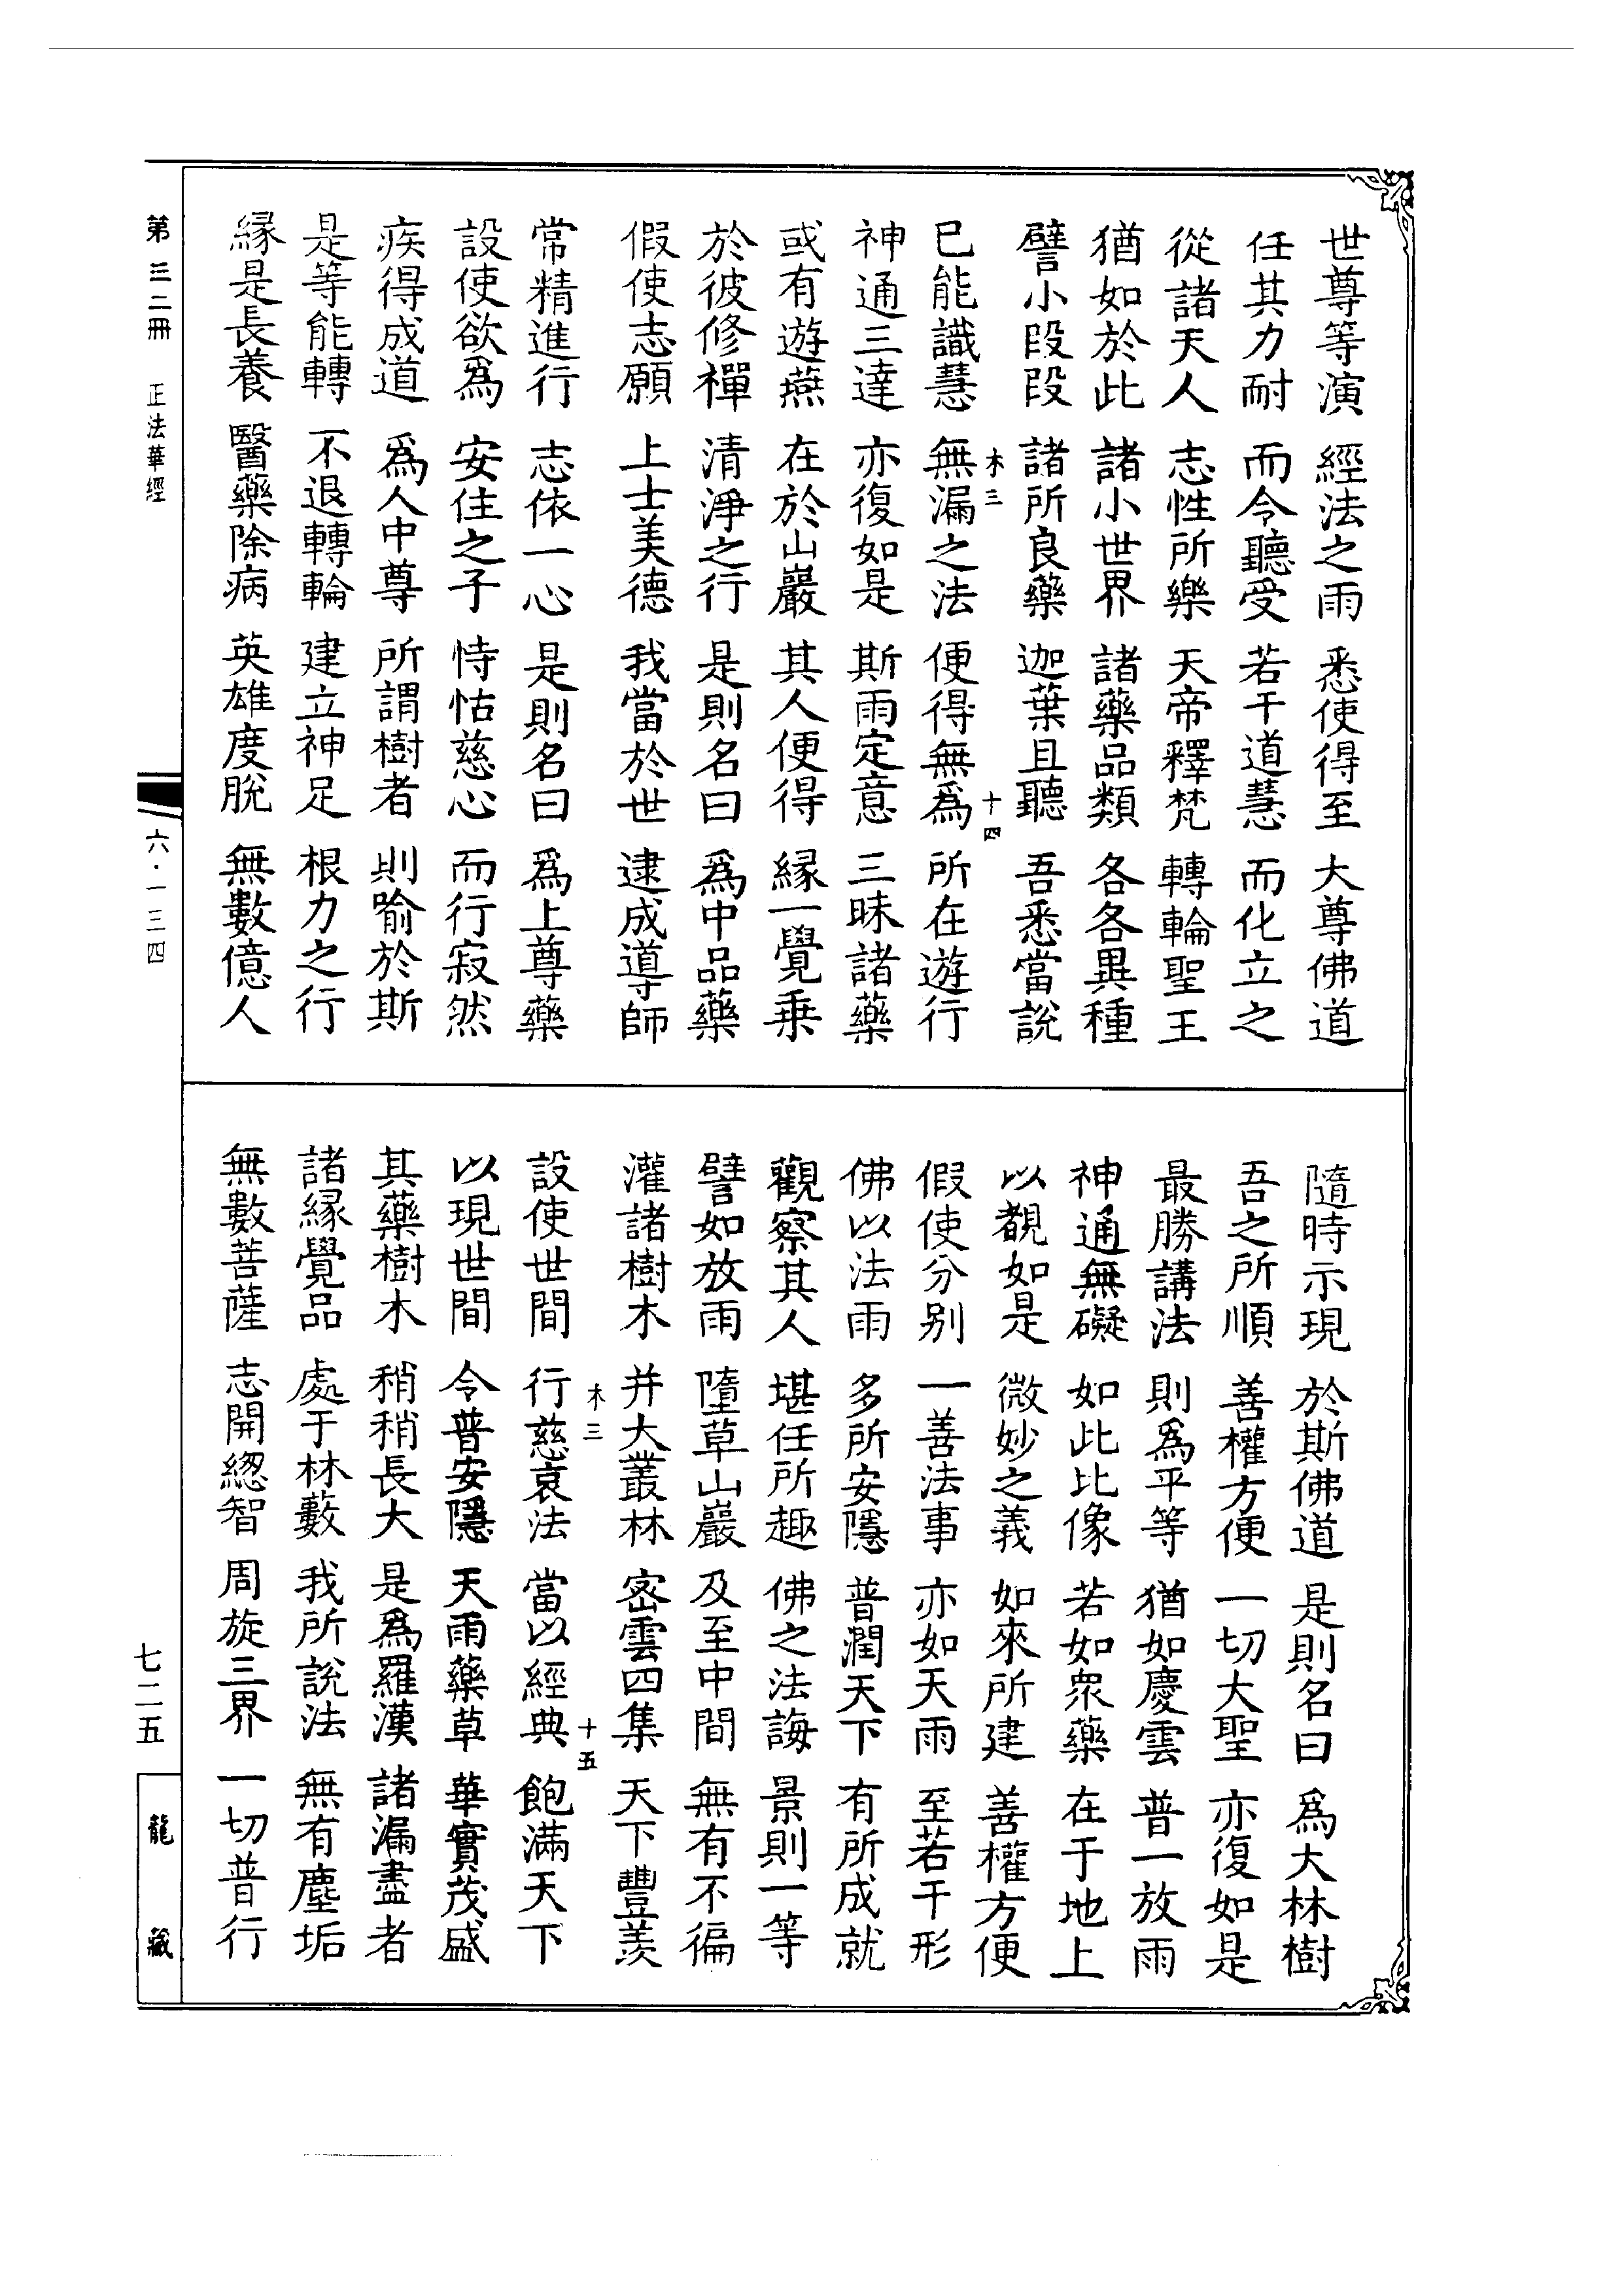 世尊等演 經法之雨 悉使得至 大尊佛道
任其力耐 而令聽受 若干道慧 而化立之
從諸天人 志性所樂 天帝釋梵 轉輪聖王
猶如於此 諸小世界 諸藥品類 各各異種
譬小段段 諸所良藥 迦葉且聽 吾悉當說
木三 十四
已能識慧 無漏之法 便得無爲 所在遊行
神通三達 亦復如是 斯雨定意 三昧諸藥
或有遊燕 在於山巖 其人便得 緣一覺乗
於彼修禪 清淨之行 是則名曰 爲中品藥
假使志願 上士美德 我當於世 逮成導師
常精進行 志依一心 是則名曰 爲上尊藥
設使欲爲 安住之子 恃怙慈心 而行寂然
疾得成道 爲人中尊 所謂樹者 則喻於斯
是等能轉 不退轉輪 建立神足 根力之行
緣是長養 醫藥除病 英雄度脫 無數億人
隨時示現 於斯佛道 是則名曰 爲大林樹
吾之所順 善權方便 一切大聖 亦復如是
最勝講法 則爲平等 猶如慶雲 普一放雨
神通無礙 如此比像 若如衆藥 在于地上
以覩如是 微妙之義 如來所建 善權方便
假使分别 一善法事 亦如天雨 至若干形
佛以法雨 多所安隱 普潤天下 有所成就
觀察其人 堪任所趣 佛之法誨 景則一等
譬如放雨 墮草山巖 及至中間 無有不徧
灌諸樹木 并大叢林 密雲四集 天下豐羨
木三 十五
設使世間 行慈哀法 當以經典 飽滿天下
以現世間 令普安隱 天雨藥草 華實茂盛
其藥樹木 稍稍長大 是爲羅漢 諸漏盡者
諸緣覺品 處于林藪 我所說法 無有塵垢
無數菩薩 志開總智 周旋三界 一切普行
第三二冊 正法華經
六·一三四
七二五
龍藏